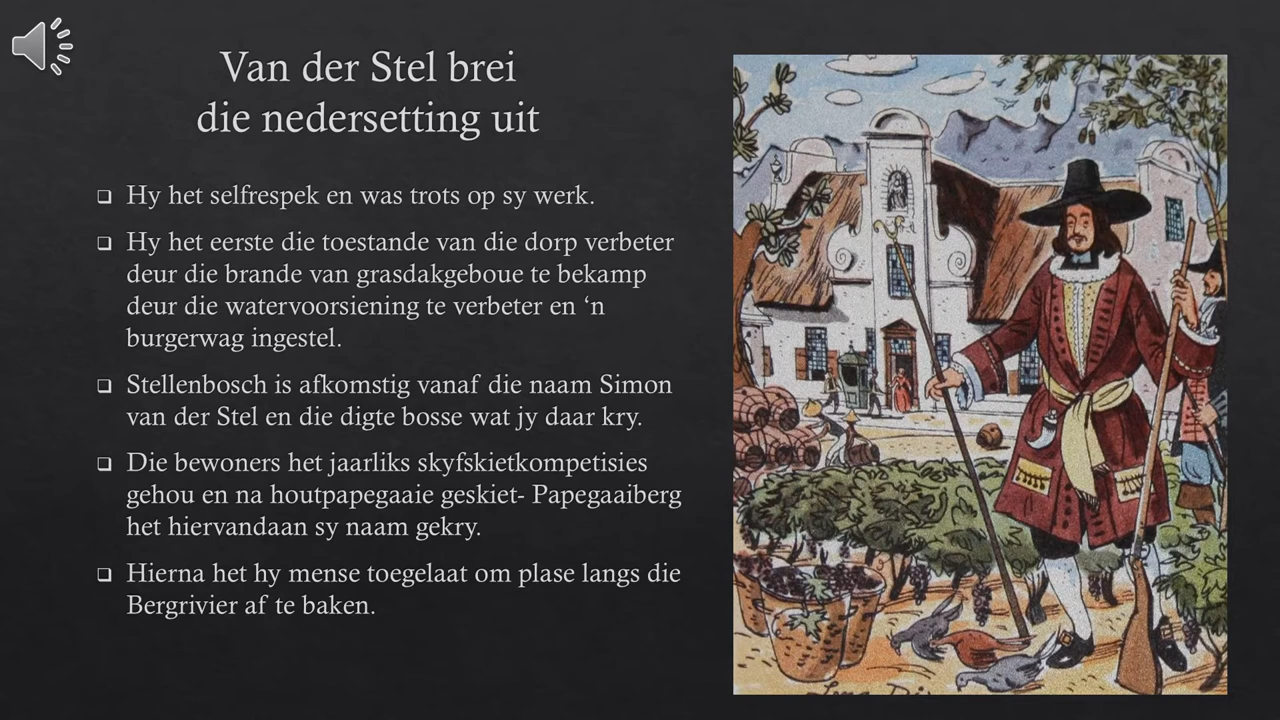 Van der Stel brei
die nedersetting uit
Hy het selfrespek en was trots op sy werk.
Hy het eerste die toestande van die dorp verbeter
deur die brande van grasdakgeboue te bekamp
deur die watervoorsiening te verbeter en ‘n
burgerwag ingestel.
Stellenbosch is afkomstig vanaf die naam Simon
van der Stel en die digte bosse wat jy daar kry.
Die bewoners het jaarliks skyfskietkompetisies
gehou en na houtpapegaaie geskiet- Papegaaiberg
het hiervandaan sy naam gekry.
Hierna het hy mense toegelaat om plase langs die
Bergrivier af te baken.